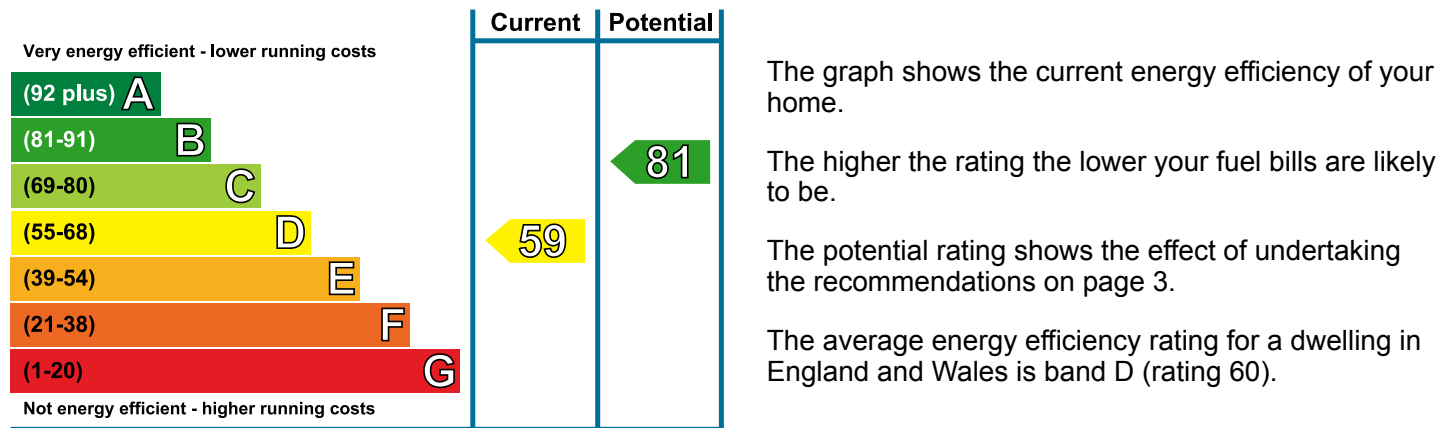 Current Potential
Very energy efficient - lower running costs
(92 plus) A
(81-91) B
81
(69-80) C
(55-68) D
59
(39-54) E
(21-38) F
(1-20) G
Not energy efficient - higher running costs
The graph shows the current energy efficiency of your
home.
The higher the rating the lower your fuel bills are likely
to be.
The potential rating shows the effect of undertaking
the recommendations on page 3.
The average energy efficiency rating for a dwelling in
England and Wales is band D (rating 60).